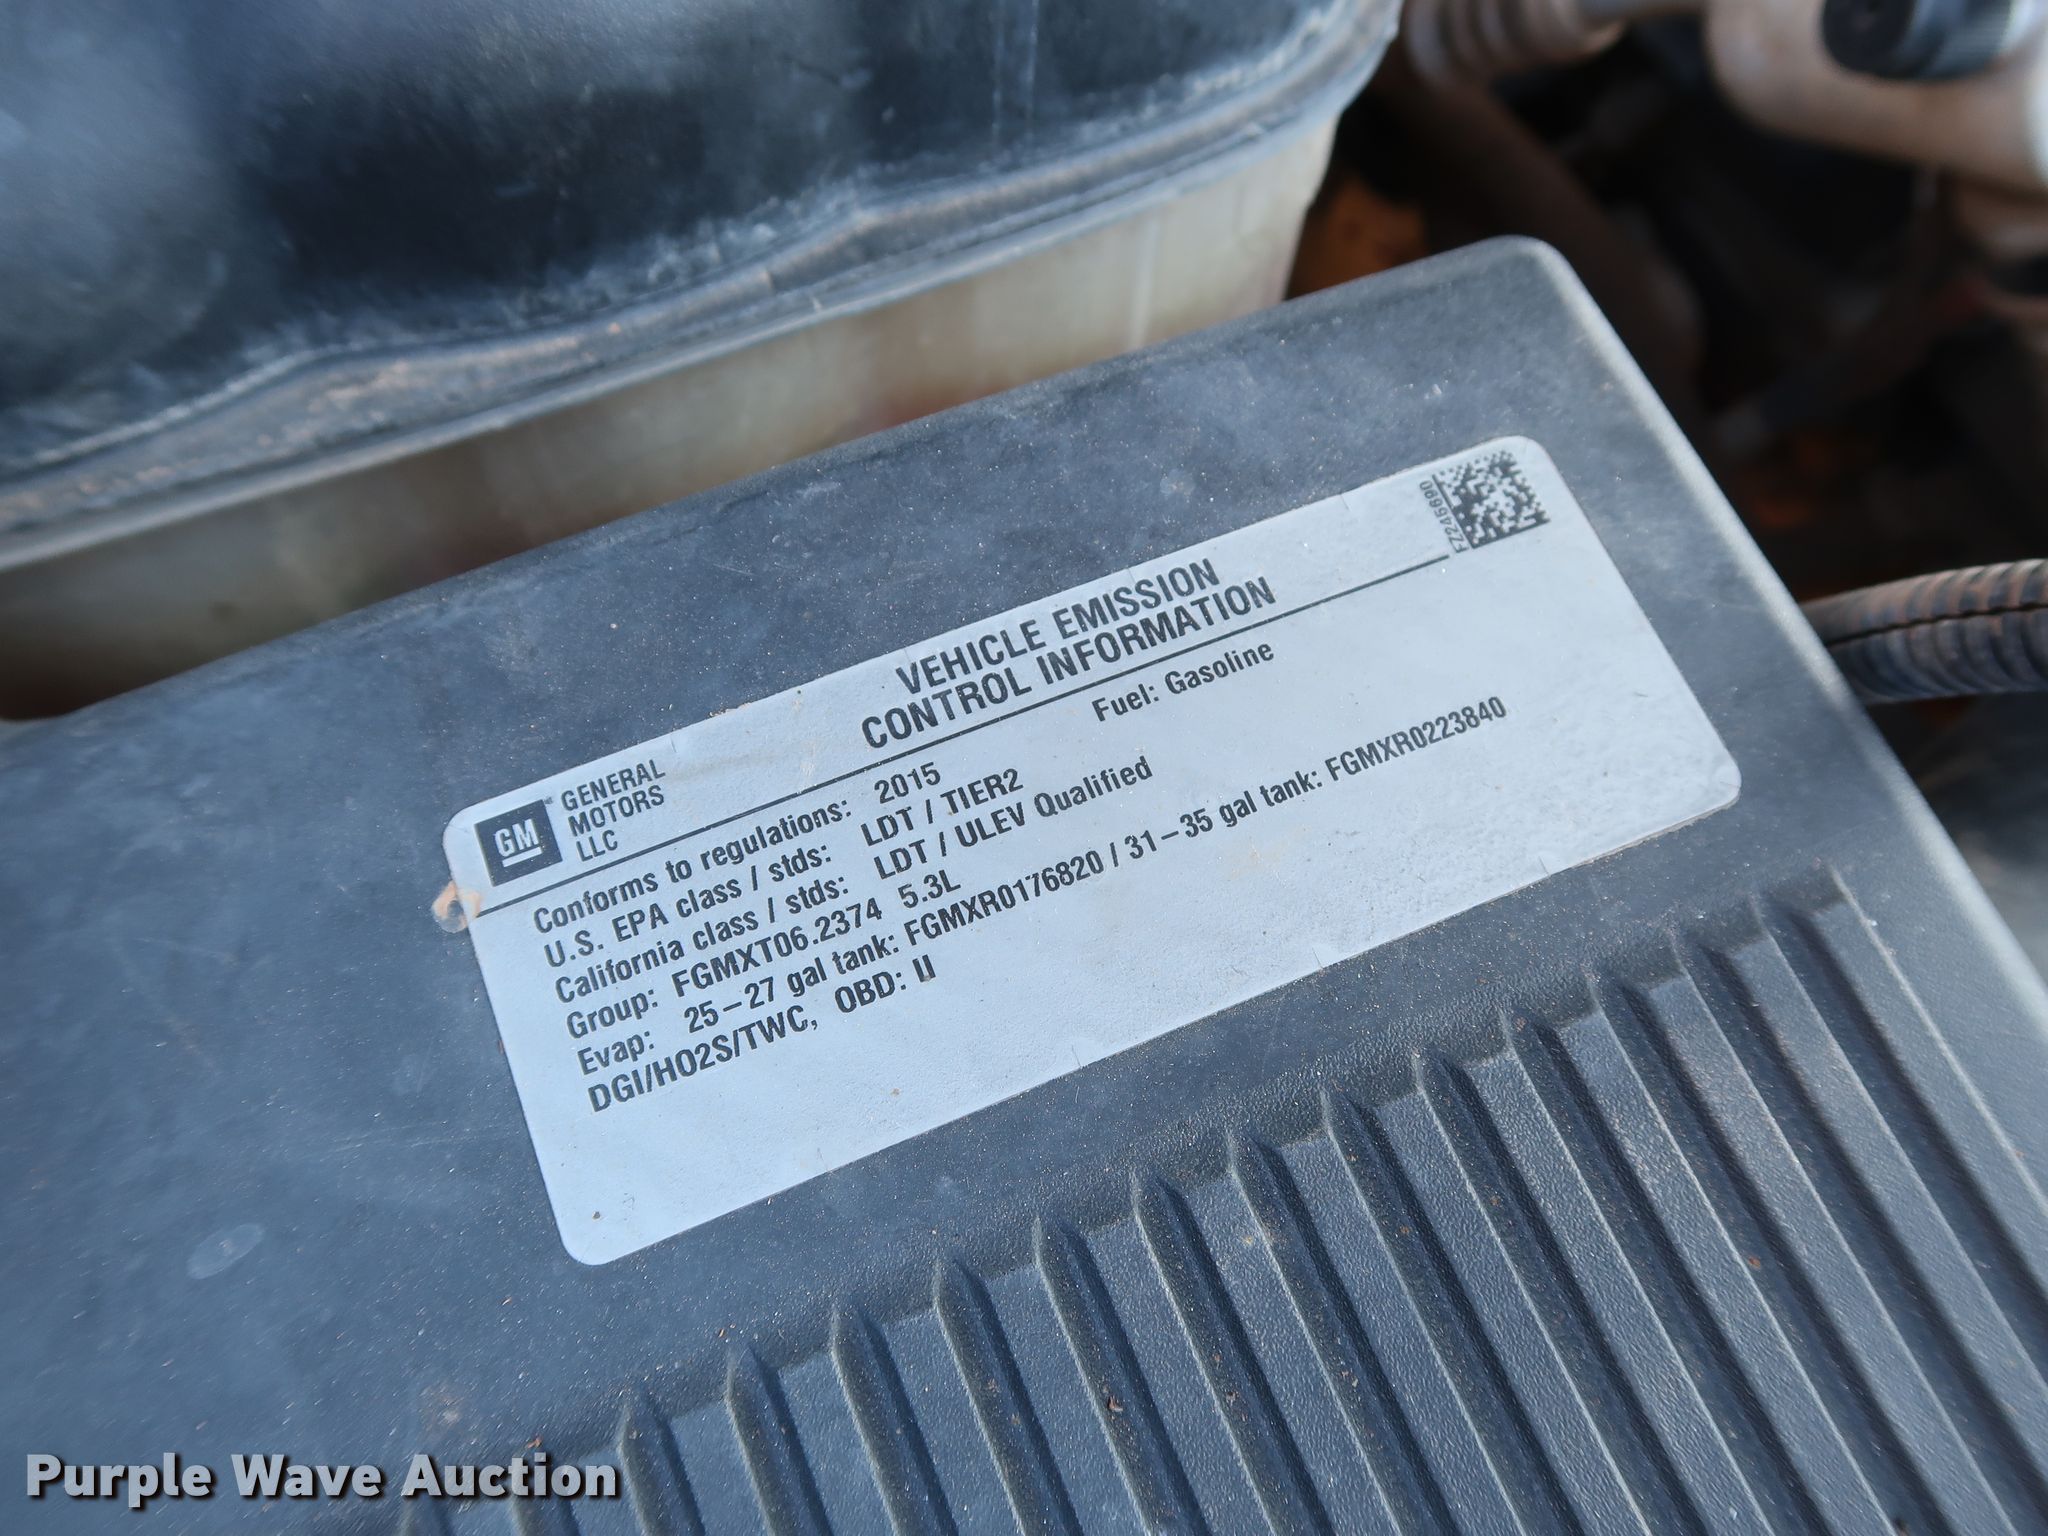 GM
GENERAL
MOTORS
LLC
VEHICLE EMISSION
CONTROL INFORMATION
FZ245690
Conforms to regulations: 2015 Fuel: Gasoline
U.S. EPA class / stds: LDT / TIER2
California class / stds: LDT / ULEV Qualified
Group: FGMXT06.2374 5.3L
Evap: 25-27 gal tank: FGMXR0176820 / 31-35 gal tank: FGMXR0223840
DGI/HO2S/TWC, OBD: II
Purple Wave Auction